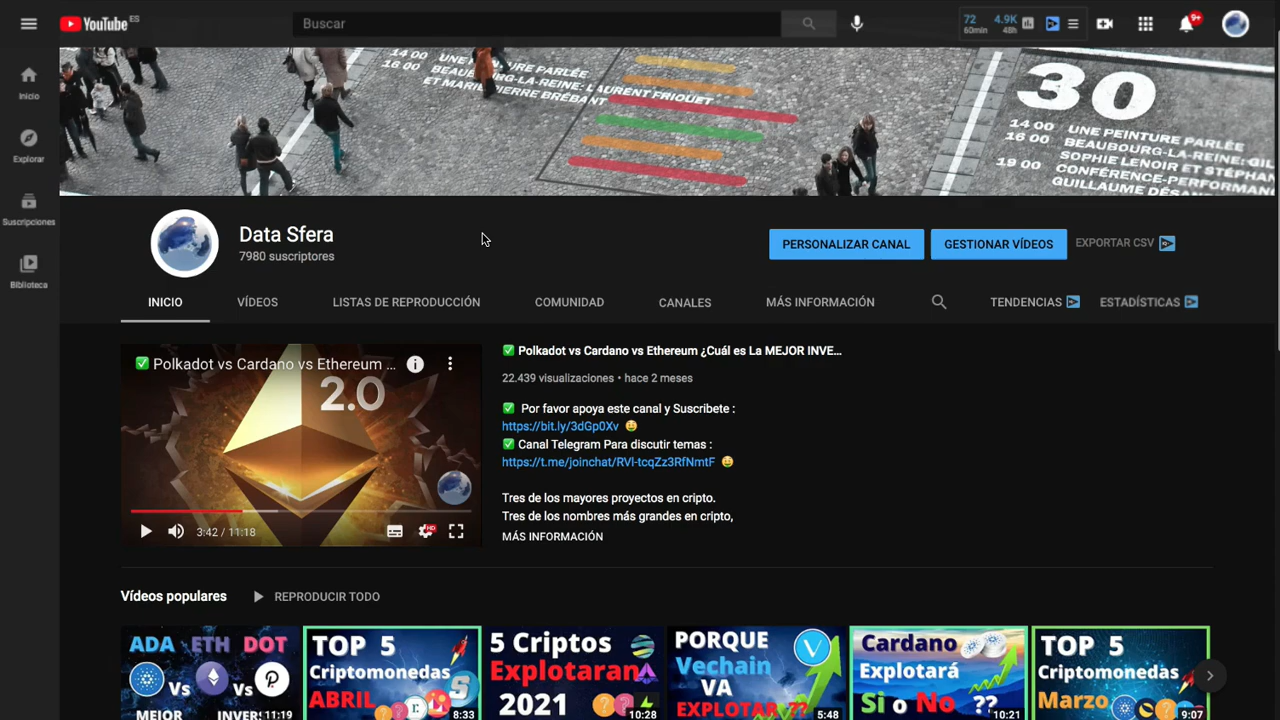 YouTube ES
Buscar
72
60min
4.9K
48h
9+
UNE PEINTURE PARLÉE
BEAUBOURG-LA-REINE: LAURENT FRIOUET
ET MARIE-PIERRE BRÉBANT
30
14 00 UNE PEINTURE PARLÉE
16 00 BEAUBOURG-LA-REINE: GIL
SOPHIE LENOIR ET STÉPHAN
19 00 CONFÉRENCE-PERFORMAN
GUILLAUME DÉSAN
Inicio
Explorar
Suscripciones
Biblioteca
Data Sfera
7980 suscriptores
PERSONALIZAR CANAL
GESTIONAR VÍDEOS
EXPORTAR CSV
INICIO
VÍDEOS
LISTAS DE REPRODUCCIÓN
COMUNIDAD
CANALES
MÁS INFORMACIÓN
TENDENCIAS
ESTADÍSTICAS
✅ Polkadot vs Cardano vs Ethereum ...
2.0
3:42 / 11:18
HD
✅ Polkadot vs Cardano vs Ethereum ¿Cuál es La MEJOR INVE...
22.439 visualizaciones • hace 2 meses
✅ Por favor apoya este canal y Suscribete :
https://bit.ly/3dGp0Xv 🤑
✅ Canal Telegram Para discutir temas :
https://t.me/joinchat/RVl-tcqZz3RfNmtF 🤑
Tres de los mayores proyectos en cripto.
Tres de los nombres más grandes en cripto,
MÁS INFORMACIÓN
Vídeos populares
REPRODUCIR TODO
ADA ETH DOT
Vs Vs
MEJOR INVERS
11:19
TOP 5
Criptomonedas
ABRIL
8:33
5 Criptos
Explotaran
2021
10:28
PORQUE
Vechain
VA
EXPLOTAR ??
5:48
Cardano
Explotará
Si o No ??
10:21
TOP 5
Criptomonedas
Marzo
9:07